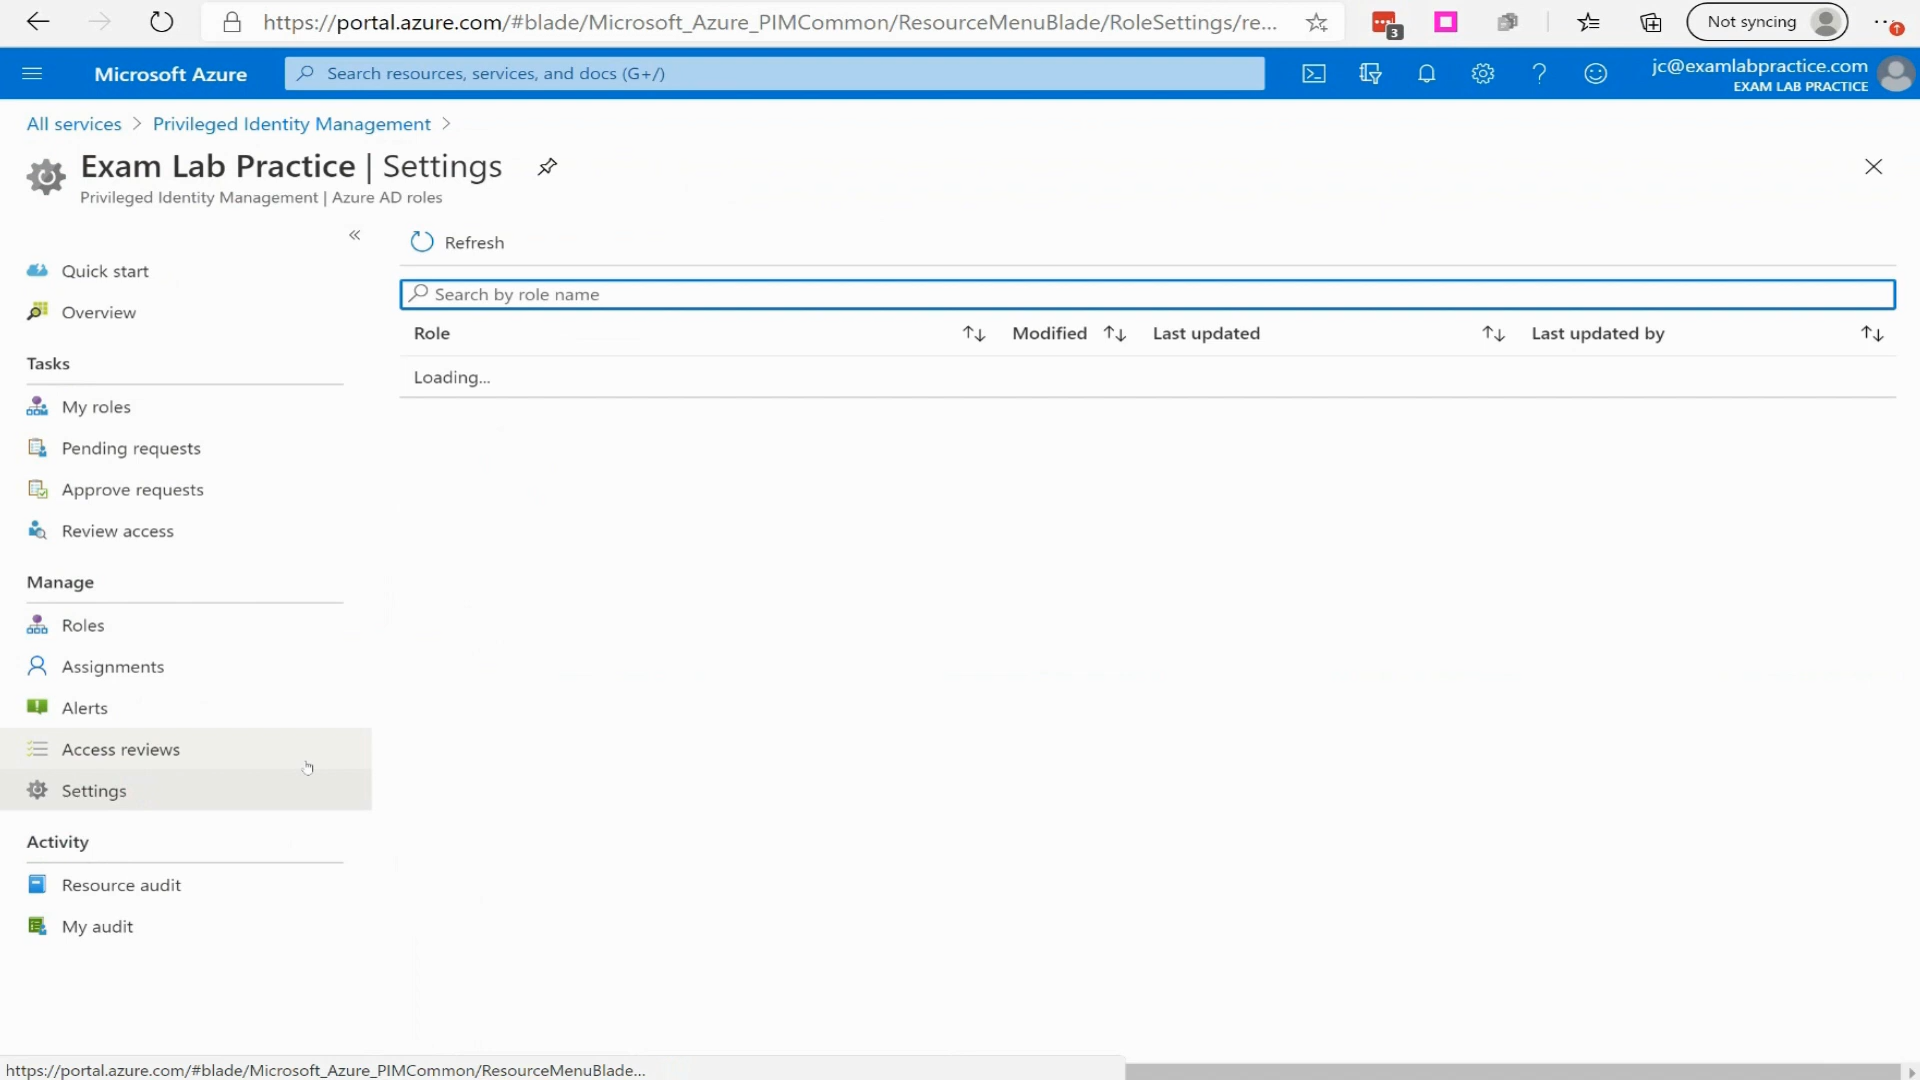 https://portal.azure.com/#blade/Microsoft_Azure_PIMCommon/ResourceMenuBlade/RoleSettings/re...
3
Not syncing
Microsoft Azure
Search resources, services, and docs (G+/)
jc@examlabpractice.com
EXAM LAB PRACTICE
All services > Privileged Identity Management >
Exam Lab Practice | Settings
Privileged Identity Management | Azure AD roles
Refresh
Search by role name
Role Modified Last updated Last updated by
Loading...
Quick start
Overview
Tasks
My roles
Pending requests
Approve requests
Review access
Manage
Roles
Assignments
Alerts
Access reviews
Settings
Activity
Resource audit
My audit
https://portal.azure.com/#blade/Microsoft_Azure_PIMCommon/ResourceMenuBlade...